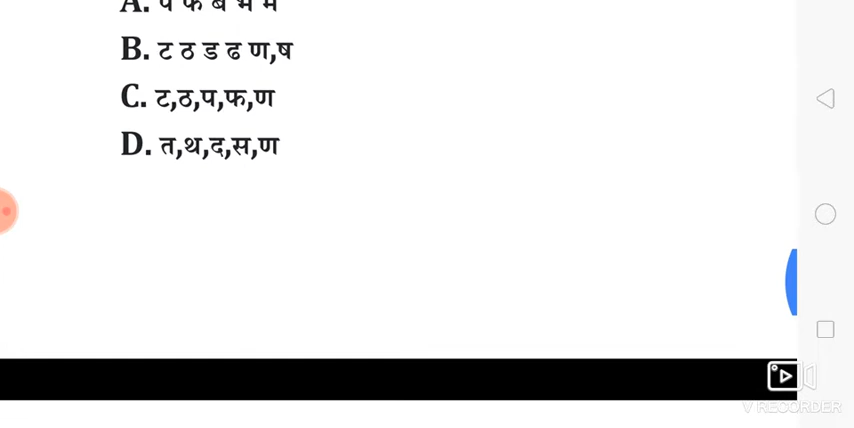 A. प फ ब भ म
B. ट ठ ड ढ ण,ष
C. ट,ठ,प,फ,ण
D. त,थ,द,स,ण
V RECORDER